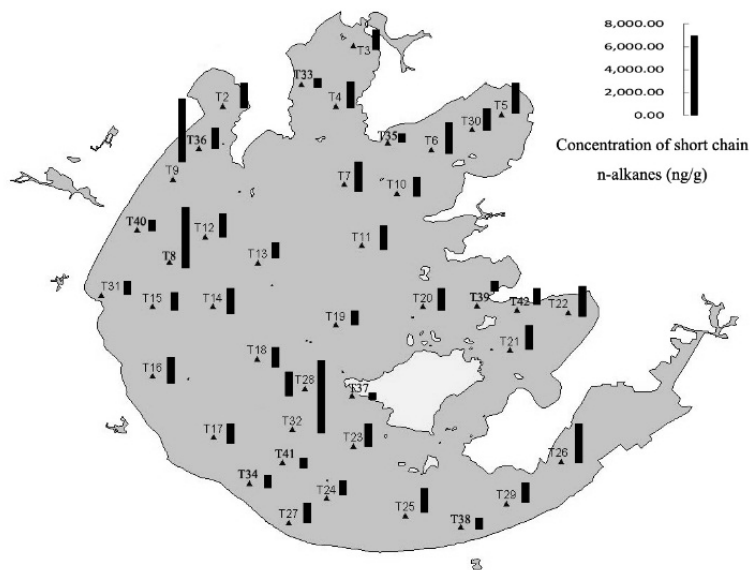 8,000.00
6,000.00
4,000.00
2,000.00
0.00
Concentration of short chain
n-alkanes (ng/g)
T3
T33
T2
T4
T5
T30
T35
T6
T36
T9
T7
T10
T40
T12
T11
T8
T13
T31
T15
T14
T20
T39
T42
T22
T19
T21
T18
T16
T28
T37
T32
T17
T23
T41
T26
T34
T24
T29
T25
T27
T38